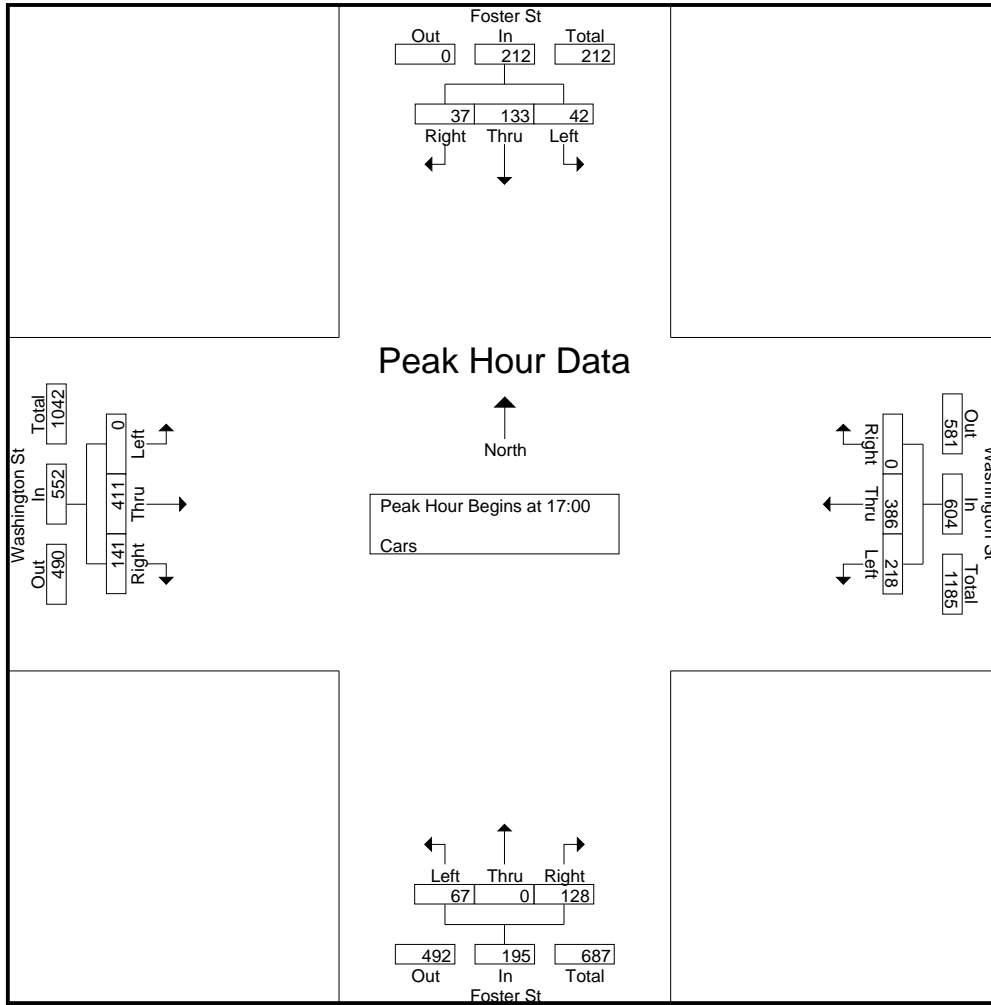 Foster St
Out In Total
0 212 212
37 133 42
Right Thru Left
Peak Hour Data
North
Peak Hour Begins at 17:00
Cars
Washington St
Total In Out
1042 552 490
0 411 141
Left Thru Right
Washington St
Out In Total
581 604 1185
0 386 218
Right Thru Left
Left Thru Right
67 0 128
492 195 687
Out In Total
Foster St